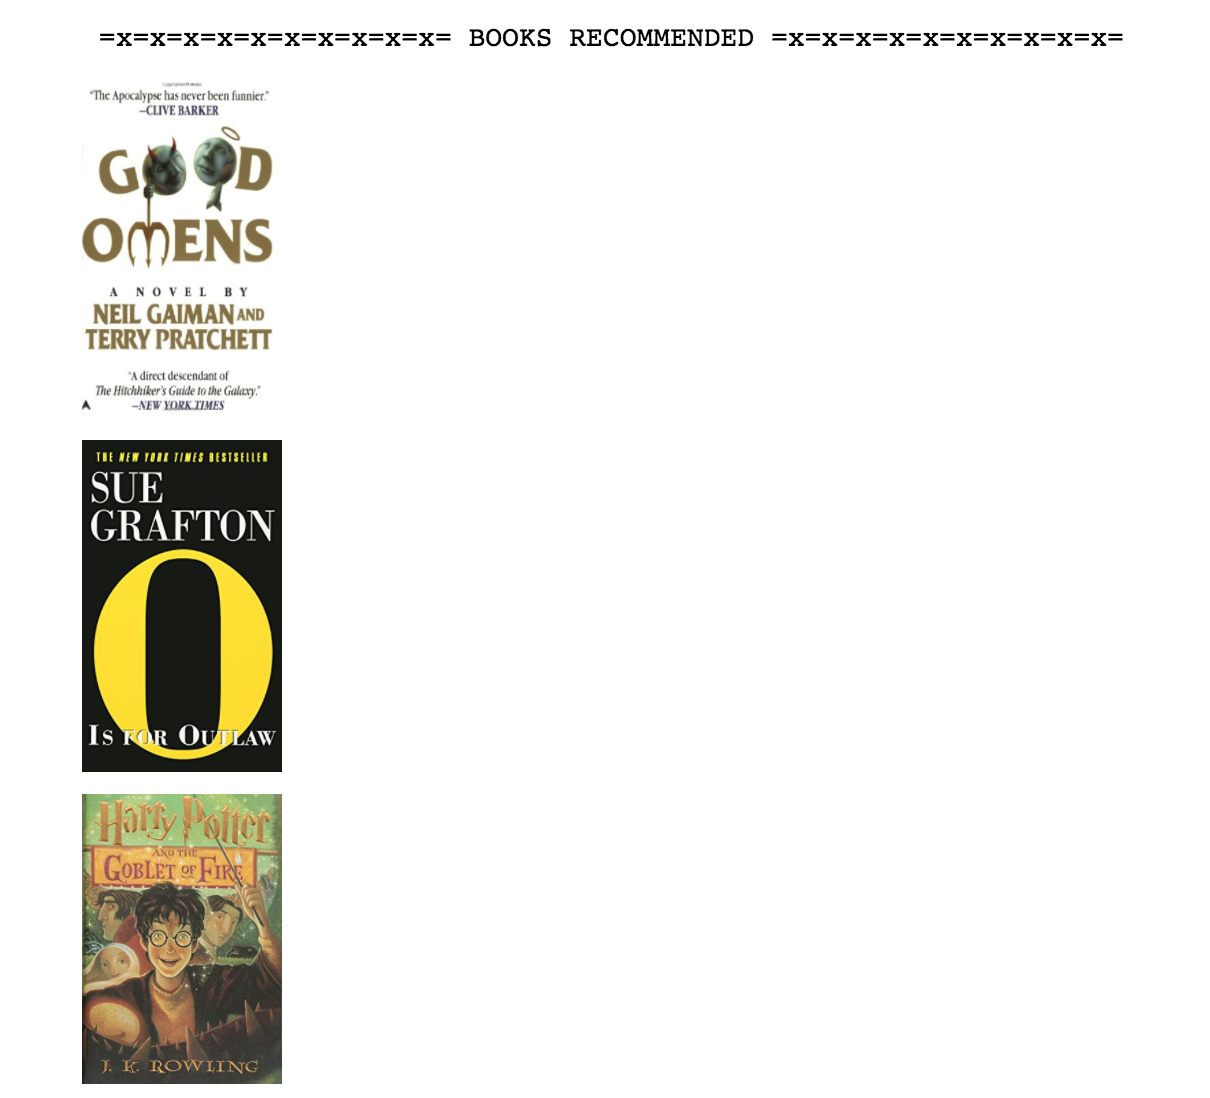 =x=x=x=x=x=x=x=x=x=x= BOOKS RECOMMENDED =x=x=x=x=x=x=x=x=x=x=
“The Apocalypse has never been funnier.”
—CLIVE BARKER
GOOD
OMENS
A NOVEL BY
NEIL GAIMAN AND
TERRY PRATCHETT
“A direct descendant of
The Hitchhiker's Guide to the Galaxy.”
—NEW YORK TIMES
THE NEW YORK TIMES BESTSELLER
SUE
GRAFTON
O
IS FOR OUTLAW
Harry Potter
AND THE
GOBLET OF FIRE
J. K. ROWLING